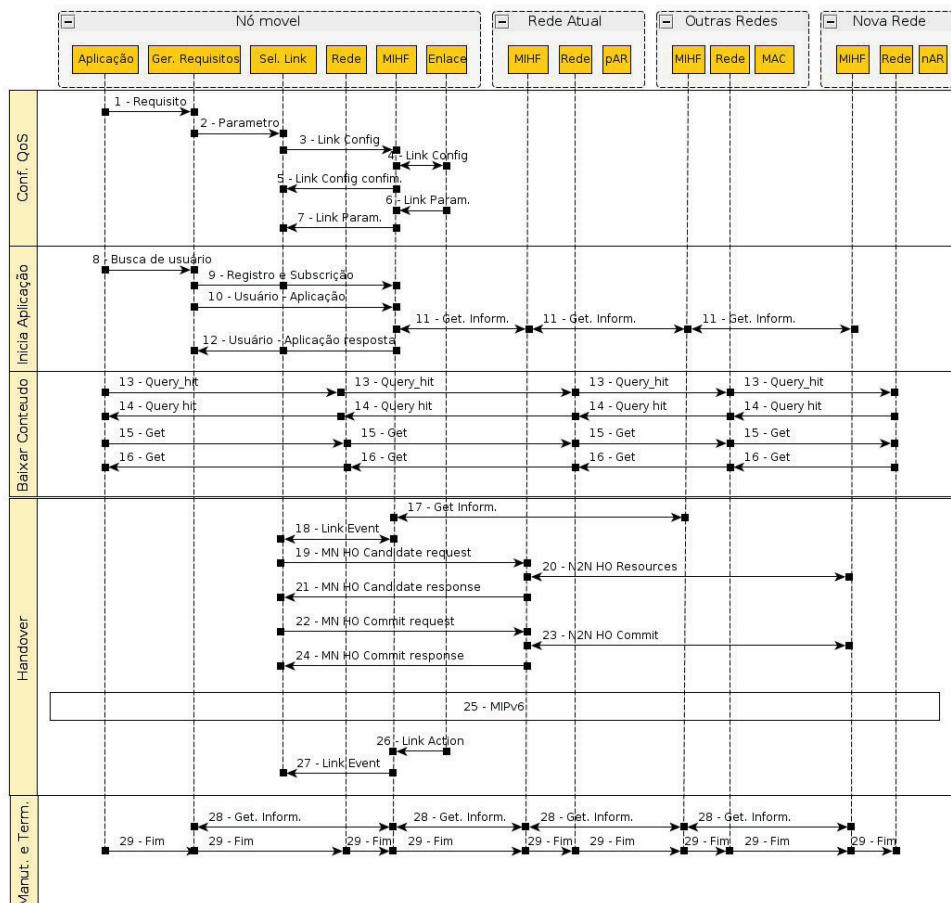 Nó movel
Rede Atual
Outras Redes
Nova Rede
Aplicação
Ger. Requisitos
Sel. Link
Rede
MIHF
Enlace
MIHF
Rede
pAR
MIHF
Rede
MAC
MIHF
Rede
nAR
Conf. QoS
1 - Requisito
2 - Parametro
3 - Link Config
4 - Link Config
5 - Link Config confim.
6 - Link Param.
7 - Link Param.
Inicia Aplicação
8 - Busca de usuário
9 - Registro e Subscrição
10 - Usuário - Aplicação
11 - Get. Inform.
11 - Get. Inform.
11 - Get. Inform.
12 - Usuário - Aplicação resposta
Baixar Conteudo
13 - Query_hit
13 - Query_hit
13 - Query_hit
13 - Query_hit
14 - Query hit
14 - Query hit
14 - Query hit
14 - Query hit
15 - Get
15 - Get
15 - Get
15 - Get
16 - Get
16 - Get
16 - Get
16 - Get
Handover
17 - Get Inform.
18 - Link Event
19 - MN HO Candidate request
20 - N2N HO Resources
21 - MN HO Candidate response
22 - MN HO Commit request
23 - N2N HO Commit
24 - MN HO Commit response
25 - MIPv6
26 - Link Action
27 - Link Event
Manut. e Term.
28 - Get. Inform.
28 - Get. Inform.
28 - Get. Inform.
28 - Get. Inform.
29 - Fim
29 - Fim
29 - Fim
29 - Fim
29 - Fim
29 - Fim
29 - Fim
29 - Fim
29 - Fim